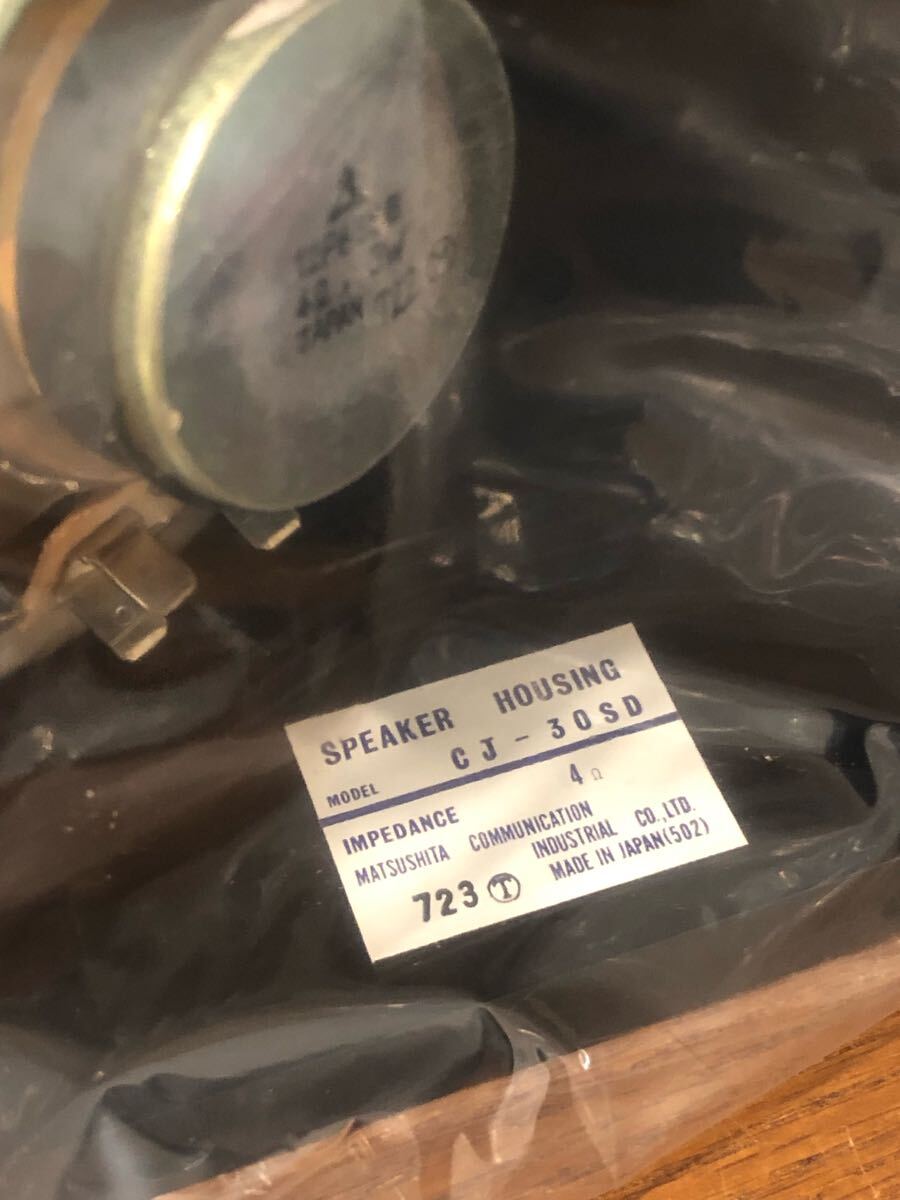 JAPAN
SPEAKER HOUSING
MODEL CJ-30SD
IMPEDANCE 4Ω
MATSUSHITA COMMUNICATION
INDUSTRIAL CO.,LTD.
723 Ⓣ MADE IN JAPAN(502)